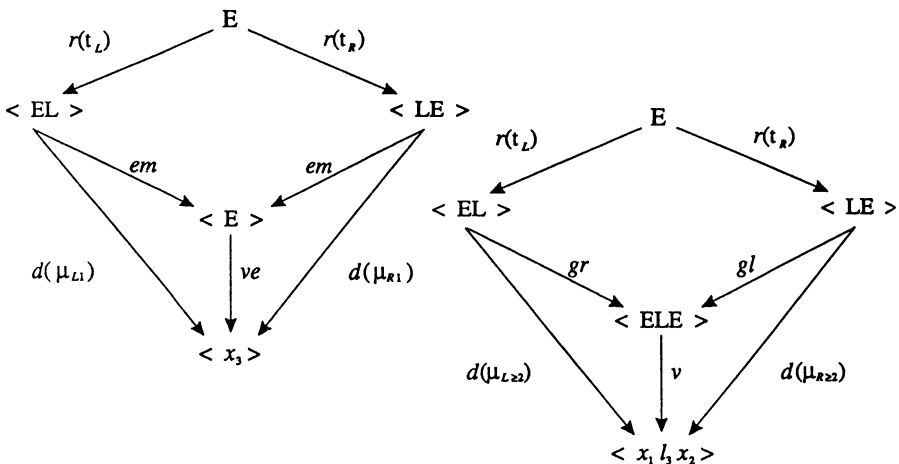 E
r(t_L) r(t_R)
< EL > < LE >
em em
< E >
d(μ_L1) ve d(μ_R1)
< x_3 >
E
r(t_L) r(t_R)
< EL > < LE >
gr gl
< ELE >
d(μ_L≥2) v d(μ_R≥2)
< x_1 l_3 x_2 >